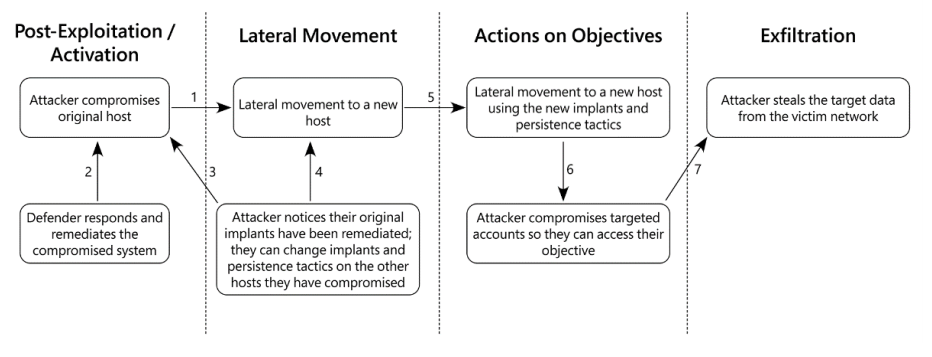 Post-Exploitation /
Activation
Lateral Movement
Actions on Objectives
Exfiltration
Attacker compromises
original host
1
Lateral movement to a new
host
5
Lateral movement to a new host
using the new implants and
persistence tactics
Attacker steals the target data
from the victim network
2
3
4
6
7
Defender responds and
remediates the
compromised system
Attacker notices their original
implants have been remediated;
they can change implants and
persistence tactics on the other
hosts they have compromised
Attacker compromises targeted
accounts so they can access their
objective